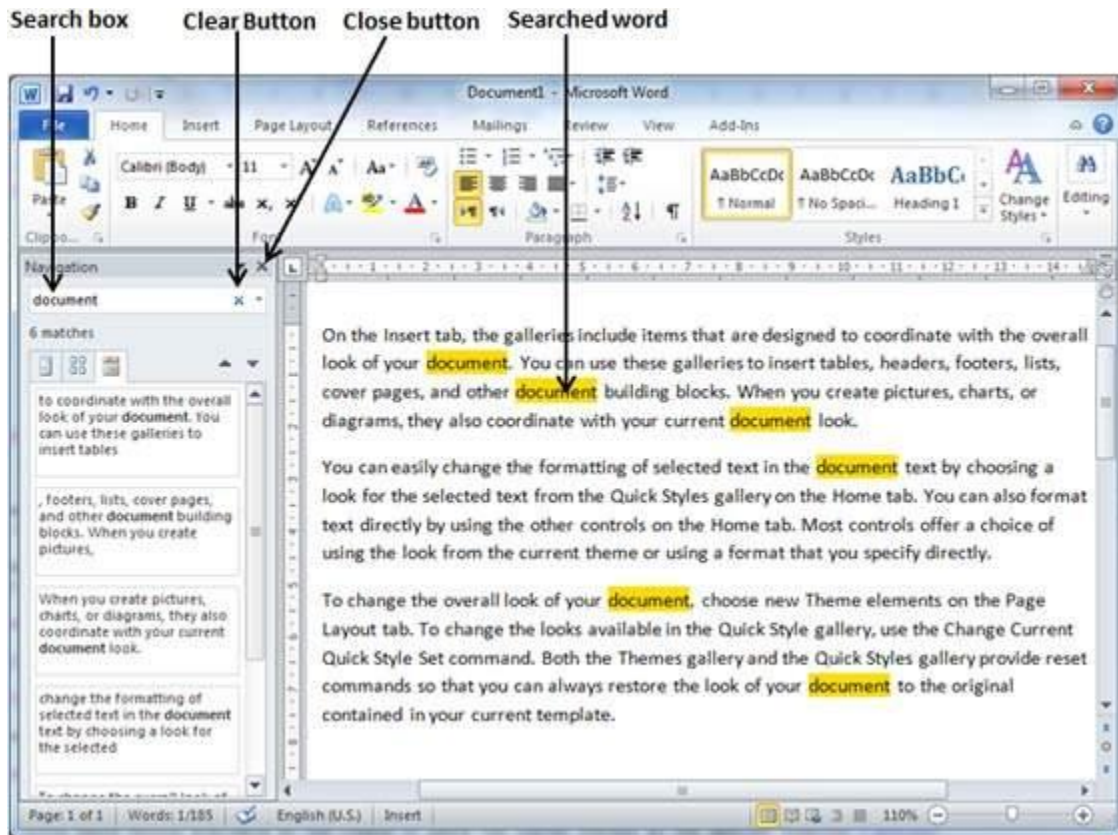 Search box Clear Button Close button Searched word
Document1 - Microsoft Word
File Home Insert Page Layout References Mailings Review View Add-Ins
Paste
Calibri (Body) 11
B I U abc
AaBbCcDc AaBbCcDc AaBbC
Normal No Spaci... Heading 1
Change
Styles
Editing
Clipbo... Paragraph Styles
Navigation
document
6 matches
to coordinate with the overall
look of your document. You
can use these galleries to
insert tables
, footers, lists, cover pages,
and other document building
blocks. When you create
pictures,
When you create pictures,
charts, or diagrams, they also
coordinate with your current
document look.
change the formatting of
selected text in the document
text by choosing a look for
the selected
On the Insert tab, the galleries include items that are designed to coordinate with the overall
look of your document. You can use these galleries to insert tables, headers, footers, lists,
cover pages, and other document building blocks. When you create pictures, charts, or
diagrams, they also coordinate with your current document look.
You can easily change the formatting of selected text in the document text by choosing a
look for the selected text from the Quick Styles gallery on the Home tab. You can also format
text directly by using the other controls on the Home tab. Most controls offer a choice of
using the look from the current theme or using a format that you specify directly.
To change the overall look of your document, choose new Theme elements on the Page
Layout tab. To change the looks available in the Quick Style gallery, use the Change Current
Quick Style Set command. Both the Themes gallery and the Quick Styles gallery provide reset
commands so that you can always restore the look of your document to the original
contained in your current template.
Page: 1 of 1 Words: 1/185 English (U.S.) Insert 110%